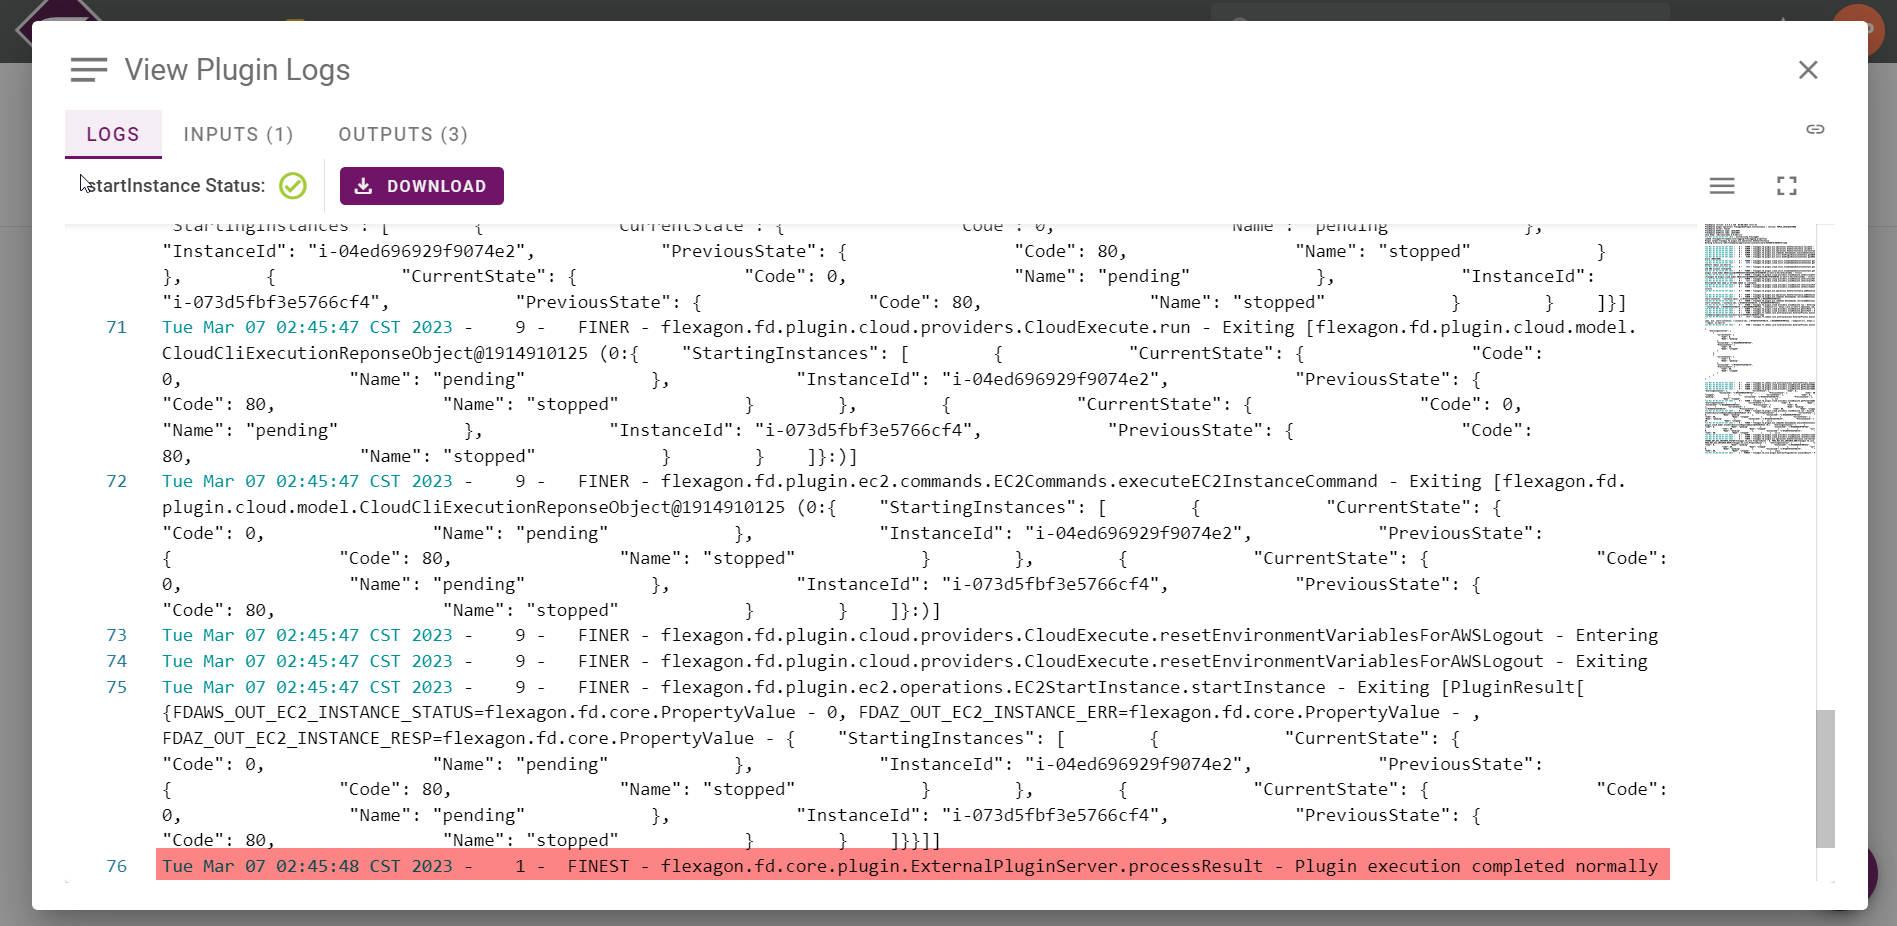 View Plugin Logs
LOGS INPUTS (1) OUTPUTS (3)
startInstance Status: DOWNLOAD
"StartingInstances": [ { "CurrentState": { "Code": 0, "Name": "pending" },
"InstanceId": "i-04ed696929f9074e2", "PreviousState": { "Code": 80, "Name": "stopped" }
}, { "CurrentState": { "Code": 0, "Name": "pending" }, "InstanceId":
"i-073d5fbf3e5766cf4", "PreviousState": { "Code": 80, "Name": "stopped" } } ]}]
71 Tue Mar 07 02:45:47 CST 2023 - 9 - FINER - flexagon.fd.plugin.cloud.providers.CloudExecute.run - Exiting [flexagon.fd.plugin.cloud.model.
CloudCliExecutionReponseObject@1914910125 (0:{ "StartingInstances": [ { "CurrentState": { "Code":
0, "Name": "pending" }, "InstanceId": "i-04ed696929f9074e2", "PreviousState": {
"Code": 80, "Name": "stopped" } }, { "CurrentState": { "Code": 0,
"Name": "pending" }, "InstanceId": "i-073d5fbf3e5766cf4", "PreviousState": { "Code":
80, "Name": "stopped" } } ]}:)]
72 Tue Mar 07 02:45:47 CST 2023 - 9 - FINER - flexagon.fd.plugin.ec2.commands.EC2Commands.executeEC2InstanceCommand - Exiting [flexagon.fd.
plugin.cloud.model.CloudCliExecutionReponseObject@1914910125 (0:{ "StartingInstances": [ { "CurrentState": {
"Code": 0, "Name": "pending" }, "InstanceId": "i-04ed696929f9074e2", "PreviousState":
{ "Code": 80, "Name": "stopped" } }, { "CurrentState": { "Code":
0, "Name": "pending" }, "InstanceId": "i-073d5fbf3e5766cf4", "PreviousState": {
"Code": 80, "Name": "stopped" } } ]}:)]
73 Tue Mar 07 02:45:47 CST 2023 - 9 - FINER - flexagon.fd.plugin.cloud.providers.CloudExecute.resetEnvironmentVariablesForAWSLogout - Entering
74 Tue Mar 07 02:45:47 CST 2023 - 9 - FINER - flexagon.fd.plugin.cloud.providers.CloudExecute.resetEnvironmentVariablesForAWSLogout - Exiting
75 Tue Mar 07 02:45:47 CST 2023 - 9 - FINER - flexagon.fd.plugin.ec2.operations.EC2StartInstance.startInstance - Exiting [PluginResult[
{FDAWS_OUT_EC2_INSTANCE_STATUS=flexagon.fd.core.PropertyValue - 0, FDAZ_OUT_EC2_INSTANCE_ERR=flexagon.fd.core.PropertyValue - ,
FDAZ_OUT_EC2_INSTANCE_RESP=flexagon.fd.core.PropertyValue - { "StartingInstances": [ { "CurrentState": {
"Code": 0, "Name": "pending" }, "InstanceId": "i-04ed696929f9074e2", "PreviousState":
{ "Code": 80, "Name": "stopped" } }, { "CurrentState": { "Code":
0, "Name": "pending" }, "InstanceId": "i-073d5fbf3e5766cf4", "PreviousState": {
"Code": 80, "Name": "stopped" } } ]}}]]
76 Tue Mar 07 02:45:48 CST 2023 - 1 - FINEST - flexagon.fd.core.plugin.ExternalPluginServer.processResult - Plugin execution completed normally